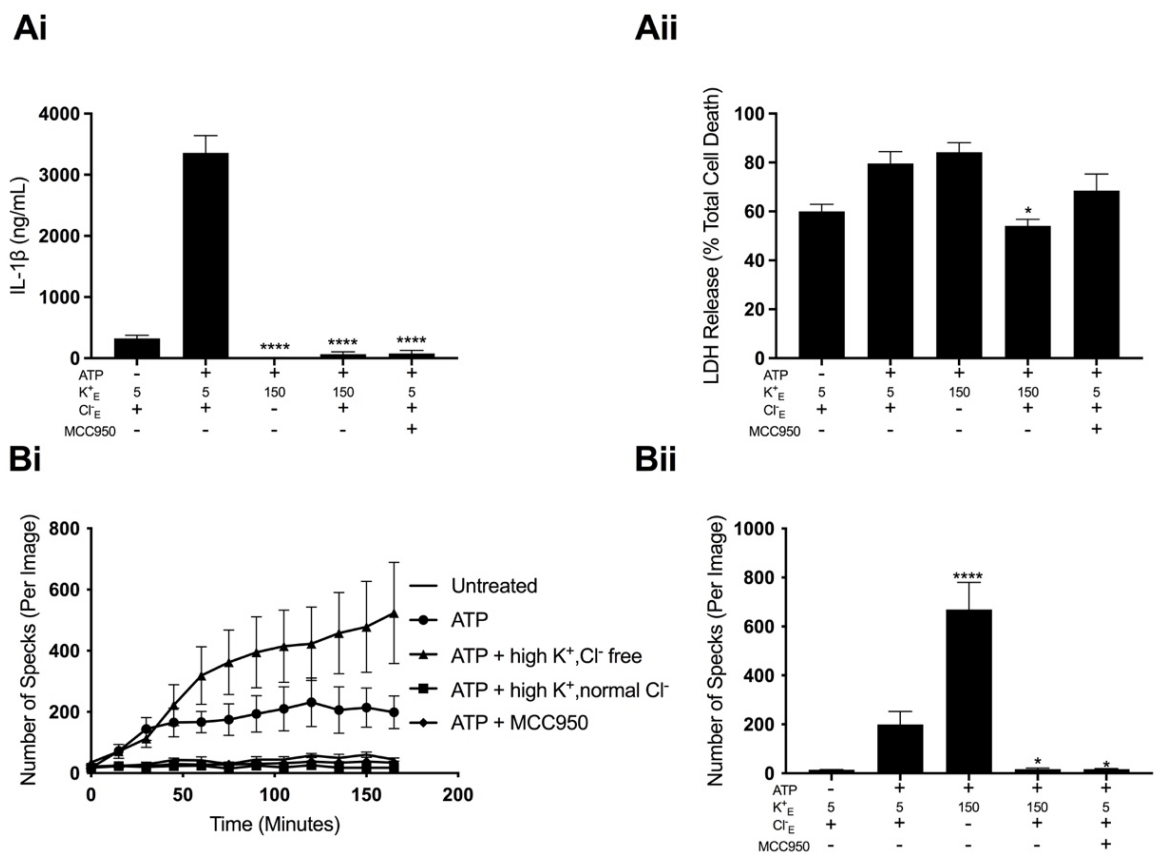 Ai
4000
3000
2000
1000
0
IL-1β (ng/mL)
ATP - + + + +
K⁺E 5 5 150 150 5
Cl⁻E + + - + +
MCC950 - - - - +
****
****
****
Aii
100
80
60
40
20
0
LDH Release (% Total Cell Death)
*
ATP - + + + +
K⁺E 5 5 150 150 5
Cl⁻E + + - + +
MCC950 - - - - +
Bi
800
600
400
200
0
Number of Specks (Per Image)
0 50 100 150 200
Time (Minutes)
Untreated
ATP
ATP + high K⁺,Cl⁻ free
ATP + high K⁺,normal Cl⁻
ATP + MCC950
Bii
1000
800
600
400
200
0
Number of Specks (Per Image)
****
*
*
ATP - + + + +
K⁺E 5 5 150 150 5
Cl⁻E + + - + +
MCC950 - - - - +